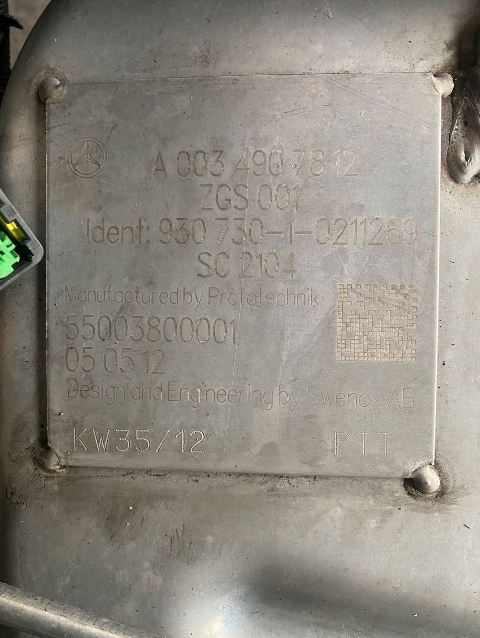 A 003 490 78 12
ZGS 001
Ident: 930 730-1-0211269
SC 2104
Manufactured by Prototechnik
55003800001
05 05 12
Design and Engineering by Swenox AB
KW35/12 PTT